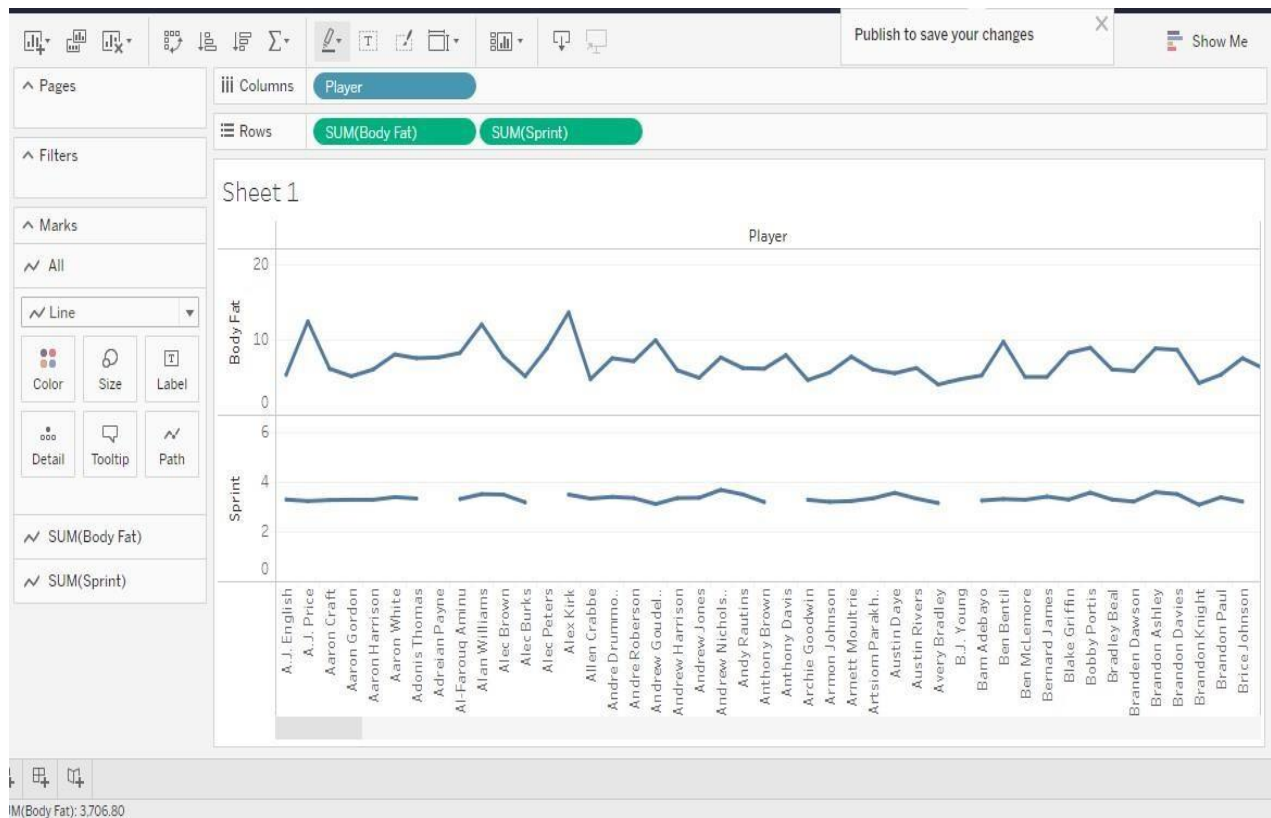 Publish to save your changes
Show Me
Pages
Columns
Player
Rows
SUM(Body Fat)
SUM(Sprint)
Filters
Marks
All
Line
Color
Size
Label
Detail
Tooltip
Path
SUM(Body Fat)
SUM(Sprint)
Sheet 1
Player
20
10
0
Body Fat
6
4
2
0
Sprint
A.J. English
A.J. Price
Aaron Craft
Aaron Gordon
Aaron Harrison
Aaron White
Adonis Thomas
Adreian Payne
Al-Farouq Aminu
Alan Williams
Alec Brown
Alec Burks
Alec Peters
Alex Kirk
Allen Crabbe
Andre Drummo..
Andre Roberson
Andrew Goudel..
Andrew Harrison
Andrew Jones
Andrew Nichols..
Andy Rautins
Anthony Brown
Anthony Davis
Archie Goodwin
Armon Johnson
Arnett Moultrie
Artsiom Parakh..
Austin Daye
Austin Rivers
Avery Bradley
B.J. Young
Bam Adebayo
Ben Bentil
Ben McLemore
Bernard James
Blake Griffin
Bobby Portis
Bradley Beal
Branden Dawson
Brandon Ashley
Brandon Davies
Brandon Knight
Brandon Paul
Brice Johnson
M(Body Fat): 3,706.80